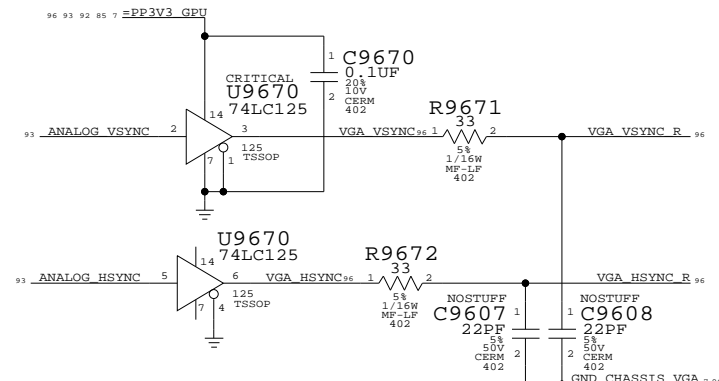 96 93 92 85 7 =PP3V3_GPU
1 C9670
0.1UF
20%
10V
2 CERM
402
CRITICAL
U9670
74LC125
14
93 ANALOG_VSYNC 2
3 VGA_VSYNC 96
7 1
125
TSSOP
R9671
1 33 2
5%
1/16W
MF-LF
402
VGA_VSYNC_R 96
U9670
74LC125
14
93 ANALOG_HSYNC 5
6 VGA_HSYNC 96
7 4
125
TSSOP
R9672
1 33 2
5%
1/16W
MF-LF
402
VGA_HSYNC_R 96
NOSTUFF
C9607 1
22PF
5%
50V
CERM 2
402
NOSTUFF
1 C9608
22PF
5%
50V
2 CERM
402
GND_CHASSIS_VGA